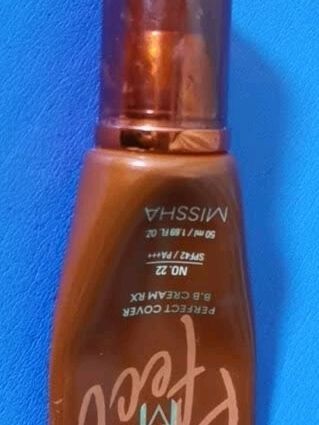 M
PERFECT COVER
B.B CREAM RX
NO.22
SPF42 / PA+++
50 ml / 1.69 FL. OZ
MISSHA